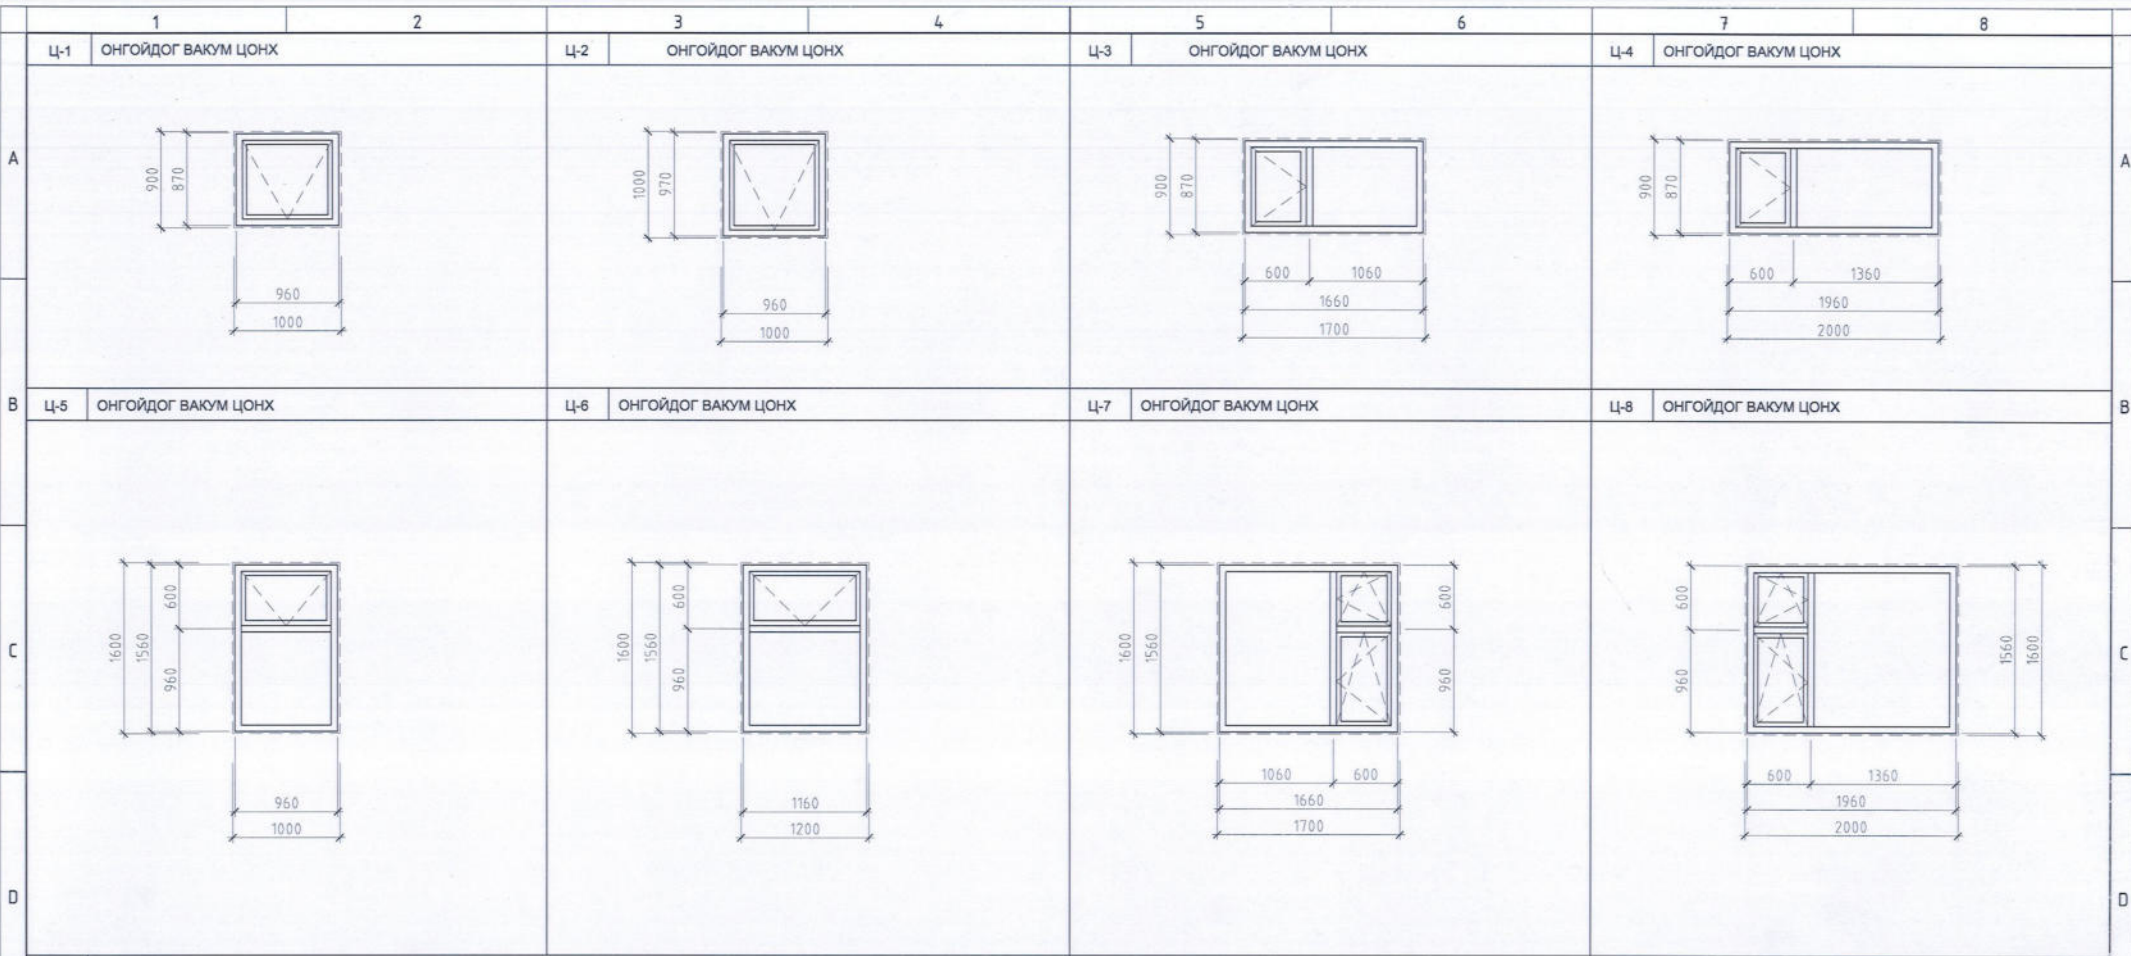 1 2 3 4 5 6 7 8
Ц-1 ОНГОЙДОГ ВАКУМ ЦОНХ
Ц-2 ОНГОЙДОГ ВАКУМ ЦОНХ
Ц-3 ОНГОЙДОГ ВАКУМ ЦОНХ
Ц-4 ОНГОЙДОГ ВАКУМ ЦОНХ
A A
900 870
960
1000
1000 970
960
1000
900 870
600 1060
1660
1700
900 870
600 1360
1960
2000
B B
Ц-5 ОНГОЙДОГ ВАКУМ ЦОНХ
Ц-6 ОНГОЙДОГ ВАКУМ ЦОНХ
Ц-7 ОНГОЙДОГ ВАКУМ ЦОНХ
Ц-8 ОНГОЙДОГ ВАКУМ ЦОНХ
C C
1600 1560 600 960
960
1000
1600 1560 600 960
1160
1200
1600 1560 600 960
1060 600
1660
1700
600 960 1560 1600
600 1360
1960
2000
D D